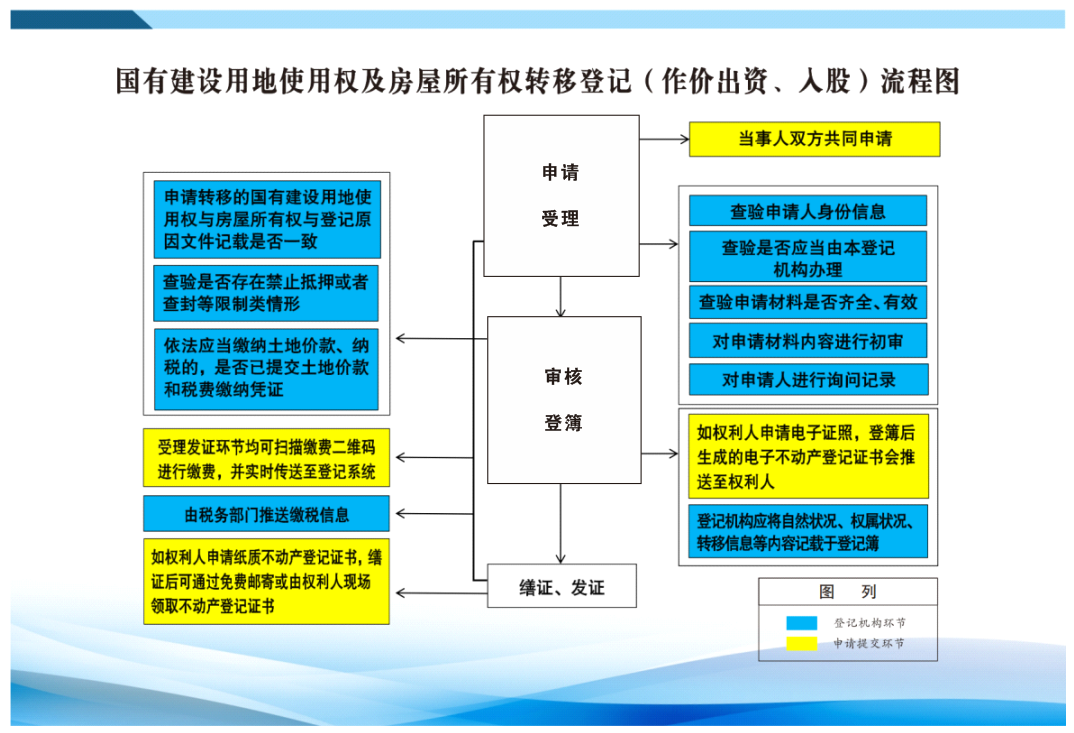 国有建设用地使用权及房屋所有权转移登记（作价出资、入股）流程图
申请
受理
当事人双方共同申请
查验申请人身份信息
查验是否应当由本登记
机构办理
查验申请材料是否齐全、有效
对申请材料内容进行初审
对申请人进行询问记录
申请转移的国有建设用地使
用权与房屋所有权与登记原
因文件记载是否一致
查验是否存在禁止抵押或者
查封等限制类情形
依法应当缴纳土地价款、纳
税的，是否已提交土地价款
和税费缴纳凭证
审核
登簿
如权利人申请电子证照，登簿后
生成的电子不动产登记证书会推
送至权利人
登记机构应将自然状况、权属状况、
转移信息等内容记载于登记簿
受理发证环节均可扫描缴费二维码
进行缴费，并实时传送至登记系统
由税务部门推送缴税信息
如权利人申请纸质不动产登记证书，缮
证后可通过免费邮寄或由权利人现场
领取不动产登记证书
缮证、发证
图 列
登记机构环节
申请提交环节